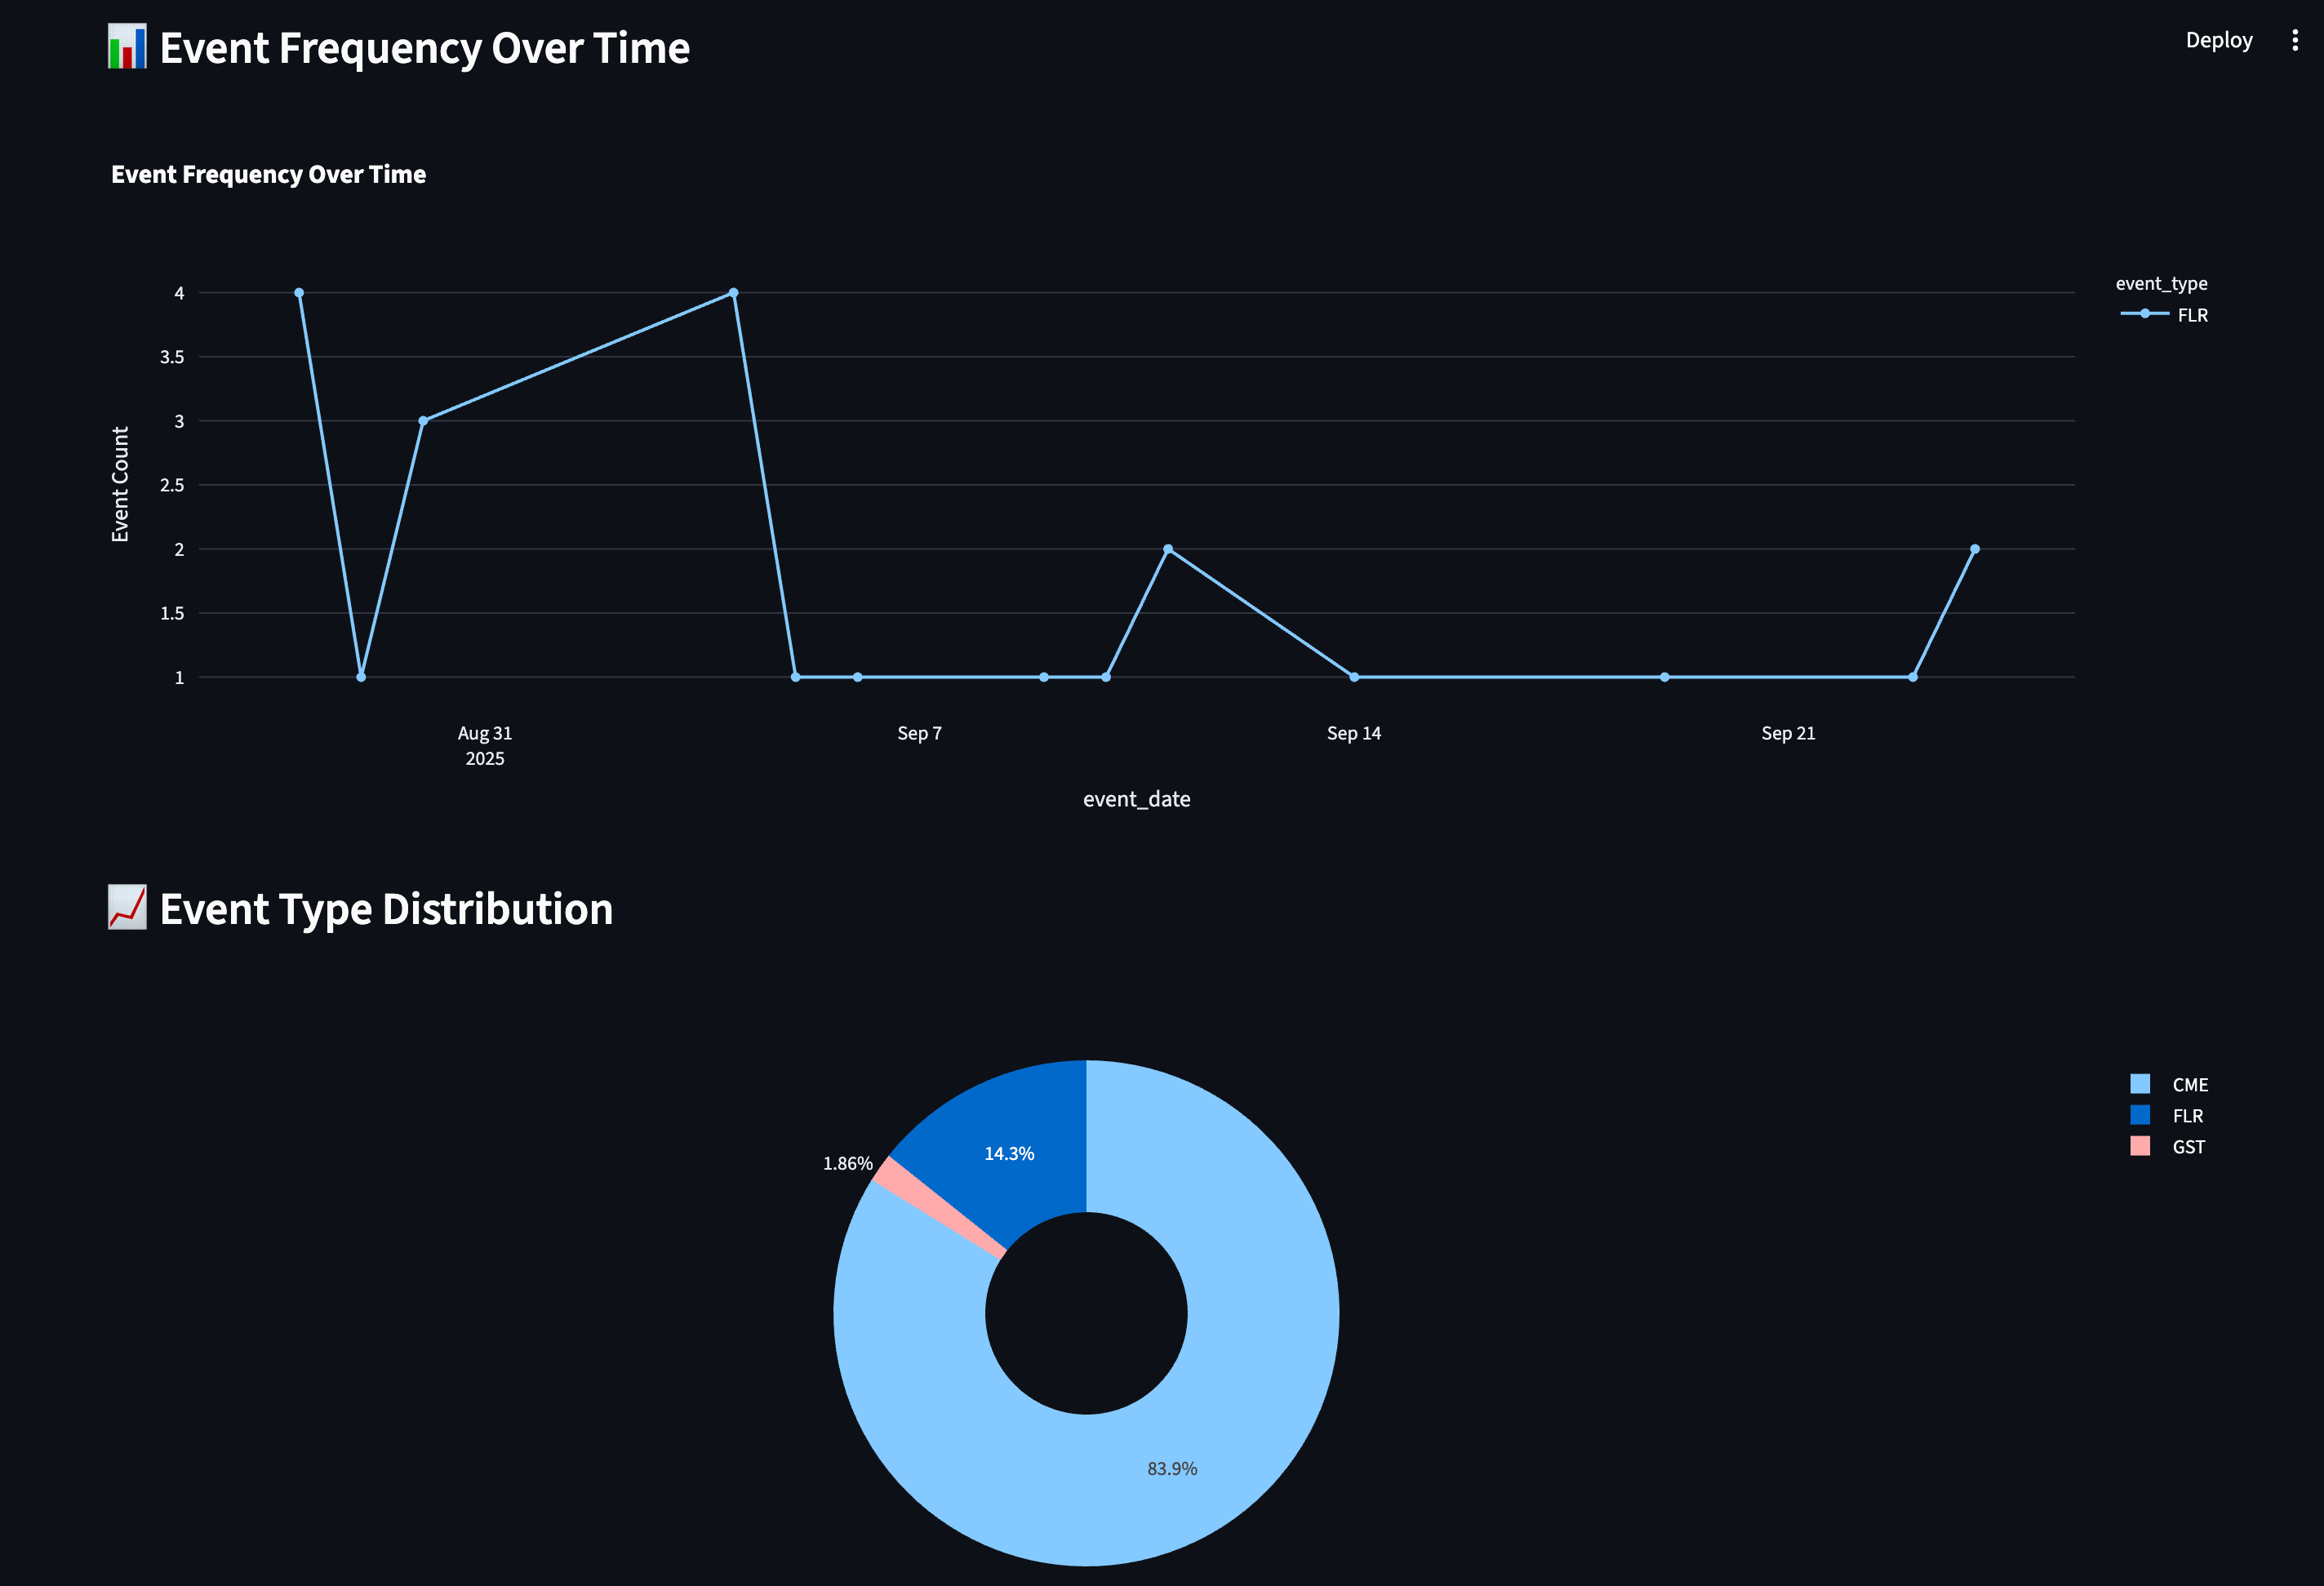 Event Frequency Over Time
Deploy
Event Frequency Over Time
event_type
FLR
Event Count
4
3.5
3
2.5
2
1.5
1
Aug 31
2025
Sep 7
Sep 14
Sep 21
event_date
Event Type Distribution
CME
FLR
GST
14.3%
1.86%
83.9%